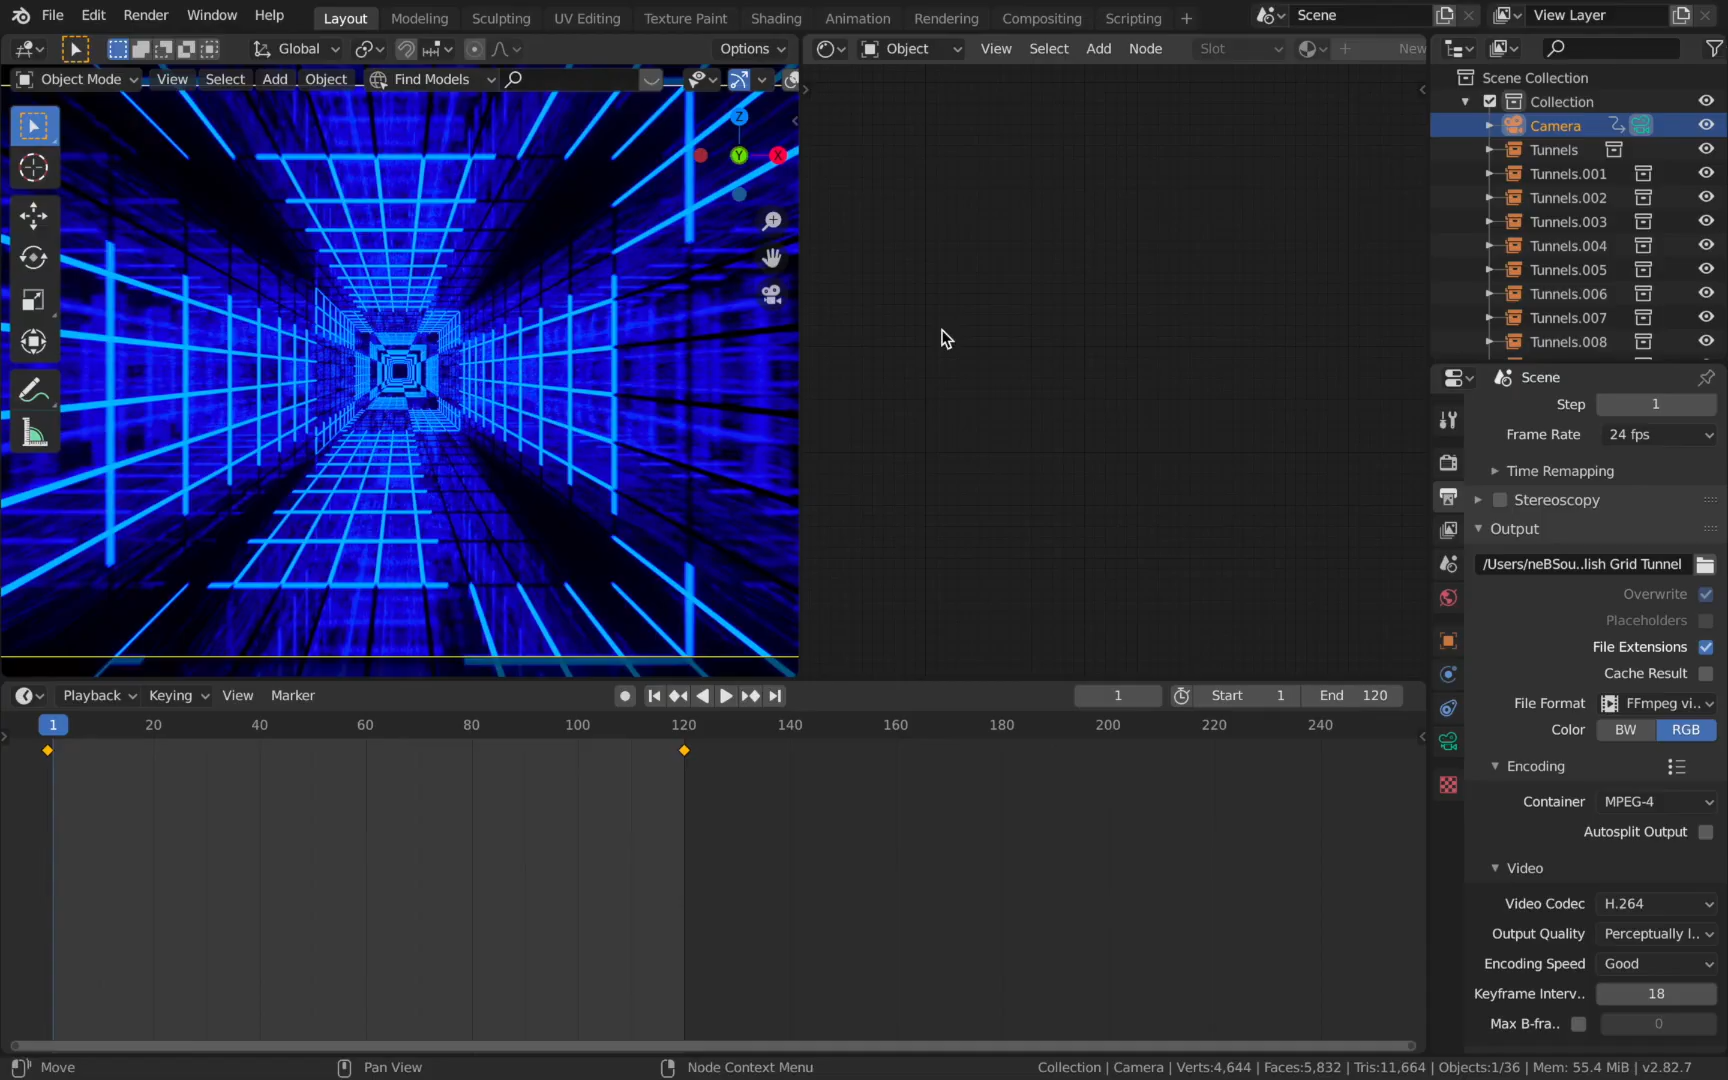 File Edit Render Window Help Layout Modeling Sculpting UV Editing Texture Paint Shading Animation Rendering Compositing Scripting + Scene View Layer
Global Options Object View Select Add Node Slot New
Object Mode View Select Add Object Find Models
Z
Y
X
Scene Collection
Collection
Camera
Tunnels
Tunnels.001
Tunnels.002
Tunnels.003
Tunnels.004
Tunnels.005
Tunnels.006
Tunnels.007
Tunnels.008
Scene
Step 1
Frame Rate 24 fps
Time Remapping
Stereoscopy
Output
/Users/neBSou..lish Grid Tunnel
Overwrite
Placeholders
File Extensions
Cache Result
File Format FFmpeg vi..
Color BW RGB
Encoding
Container MPEG-4
Autosplit Output
Video
Video Codec H.264
Output Quality Perceptually l..
Encoding Speed Good
Keyframe Interv.. 18
Max B-fra.. 0
Playback Keying View Marker 1 Start 1 End 120
1 20 40 60 80 100 120 140 160 180 200 220 240
Move Pan View Node Context Menu Collection | Camera | Verts:4,644 | Faces:5,832 | Tris:11,664 | Objects:1/36 | Mem: 55.4 MiB | v2.82.7